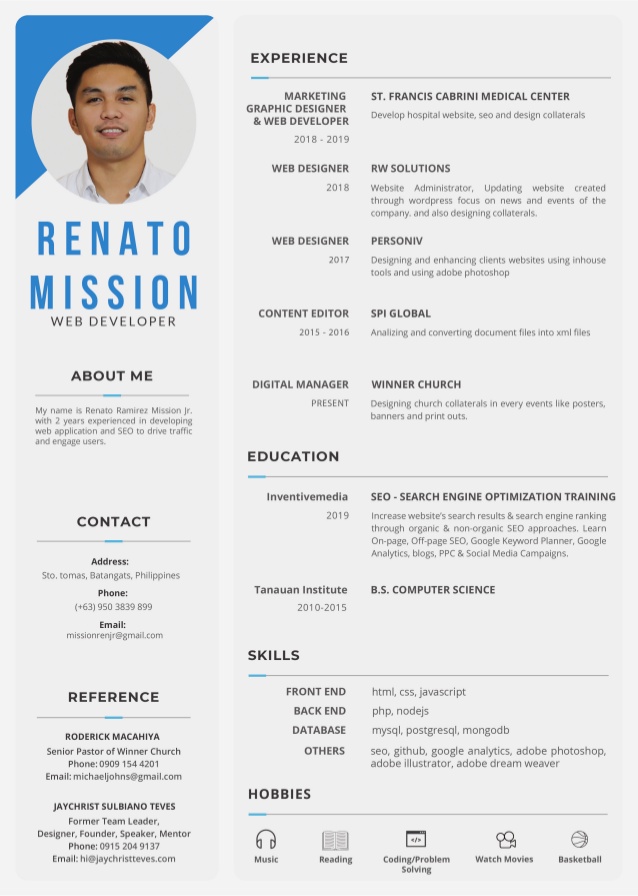 RENATO
MISSION
WEB DEVELOPER
ABOUT ME
My name is Renato Ramirez Mission Jr.
with 2 years experienced in developing
web application and SEO to drive traffic
and engage users.
CONTACT
Address:
Sto. tomas, Batangats, Philippines
Phone:
(+63) 950 3839 899
Email:
missionrenjr@gmail.com
REFERENCE
RODERICK MACAHIYA
Senior Pastor of Winner Church
Phone: 0909 154 4201
Email: michaeljohns@gmail.com
JAYCHRIST SULBIANO TEVES
Former Team Leader,
Designer, Founder, Speaker, Mentor
Phone: 0915 204 9137
Email: hi@jaychristteves.com
EXPERIENCE
MARKETING
GRAPHIC DESIGNER
& WEB DEVELOPER
2018 - 2019
ST. FRANCIS CABRINI MEDICAL CENTER
Develop hospital website, seo and design collaterals
WEB DESIGNER
2018
RW SOLUTIONS
Website Administrator, Updating website created
through wordpress focus on news and events of the
company. and also designing collaterals.
WEB DESIGNER
2017
PERSONIV
Designing and enhancing clients websites using inhouse
tools and using adobe photoshop
CONTENT EDITOR
2015 - 2016
SPI GLOBAL
Analizing and converting document files into xml files
DIGITAL MANAGER
PRESENT
WINNER CHURCH
Designing church collaterals in every events like posters,
banners and print outs.
EDUCATION
Inventivemedia
2019
SEO - SEARCH ENGINE OPTIMIZATION TRAINING
Increase website's search results & search engine ranking
through organic & non-organic SEO approaches. Learn
On-page, Off-page SEO, Google Keyword Planner, Google
Analytics, blogs, PPC & Social Media Campaigns.
Tanauan Institute
2010-2015
B.S. COMPUTER SCIENCE
SKILLS
FRONT END html, css, javascript
BACK END php, nodejs
DATABASE mysql, postgresql, mongodb
OTHERS seo, github, google analytics, adobe photoshop,
adobe illustrator, adobe dream weaver
HOBBIES
</>
Music
Reading
Coding/Problem
Solving
Watch Movies
Basketball